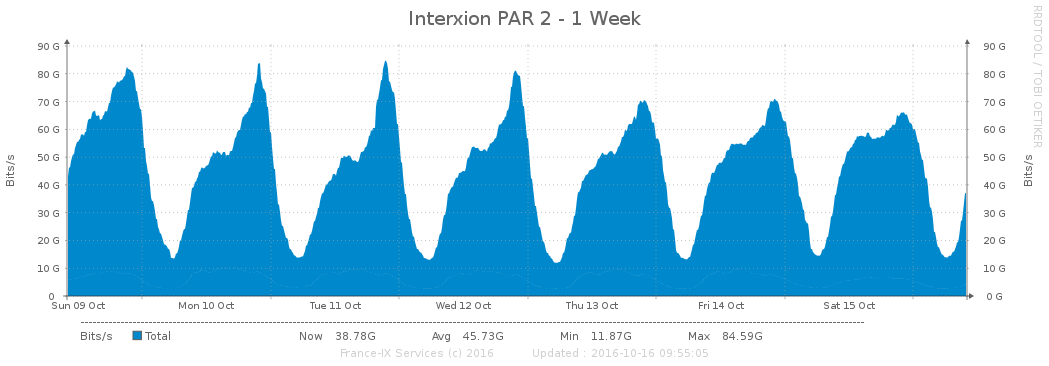 Interxion PAR 2 - 1 Week
RRDTOOL / TOBI OETIKER
90 G 90 G
80 G 80 G
70 G 70 G
60 G 60 G
50 G 50 G
40 G 40 G
30 G 30 G
20 G 20 G
10 G 10 G
0 0 G
Bits/s
Bits/s
Sun 09 Oct Mon 10 Oct Tue 11 Oct Wed 12 Oct Thu 13 Oct Fri 14 Oct Sat 15 Oct
Bits/s Total Now 38.78G Avg 45.73G Min 11.87G Max 84.59G
France-IX Services (c) 2016 Updated : 2016-10-16 09:55:05